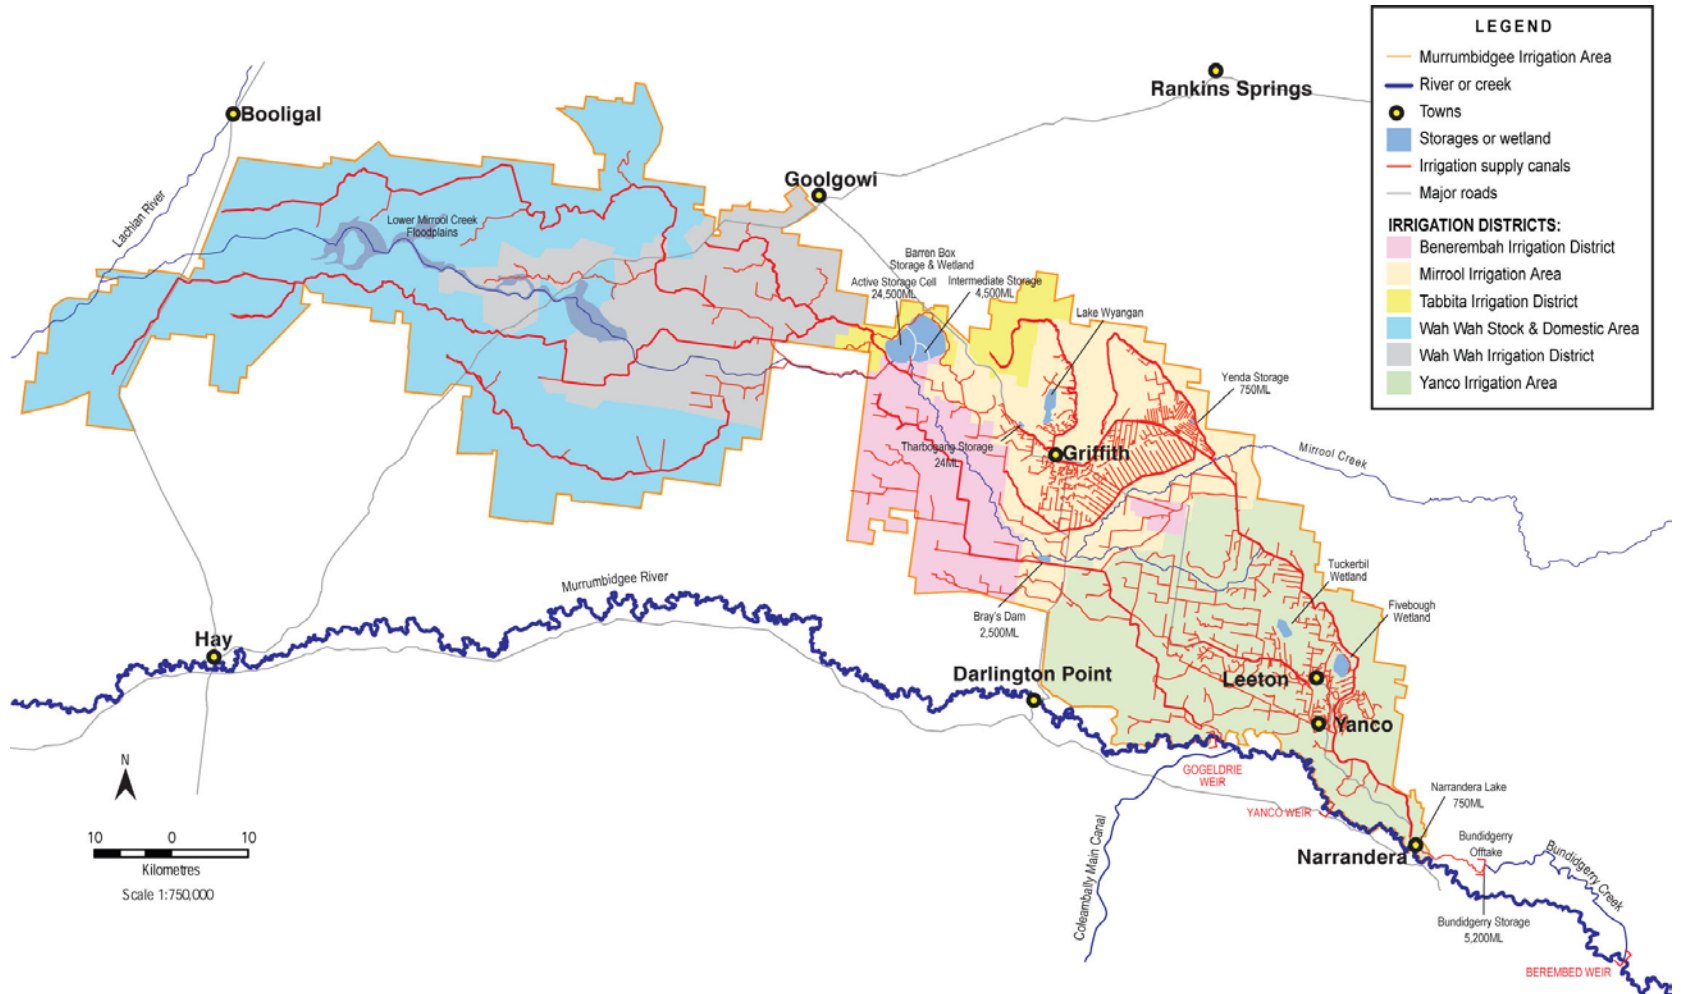 LEGEND
Murrumbidgee Irrigation Area
River or creek
Towns
Storages or wetland
Irrigation supply canals
Major roads
IRRIGATION DISTRICTS:
Benerembah Irrigation District
Mirrool Irrigation Area
Tabbita Irrigation District
Wah Wah Stock & Domestic Area
Wah Wah Irrigation District
Yanco Irrigation Area
Rankins Springs
Booligal
Goolgowi
Lachlan River
Lower Mirrool Creek
Floodplains
Barren Box
Storage & Wetland
Active Storage Cell
24,500ML
Intermediate Storage
4,500ML
Lake Wyangan
Yenda Storage
750ML
Tharbogang Storage
24ML
Griffith
Mirrool Creek
Tuckerbil
Wetland
Fivebough
Wetland
Murrumbidgee River
Bray's Dam
2,500ML
Hay
Darlington Point
Leeton
Yanco
GOGELDRIE
WEIR
YANCO WEIR
Narrandera Lake
750ML
Narrandera
Bundidgerry
Offtake
Bundidgerry Creek
Bundidgerry Storage
5,200ML
BEREMBED WEIR
Coleambally Main Canal
N
10 0 10
Kilometres
Scale 1:750,000